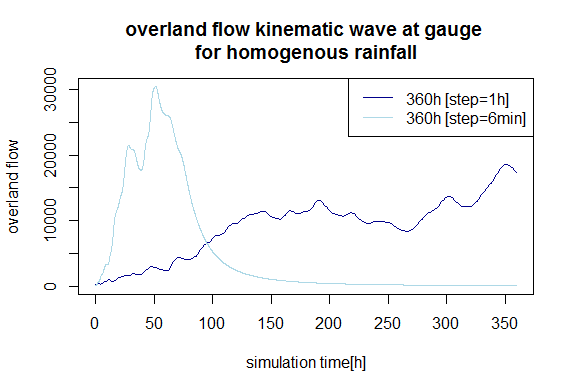 overland flow kinematic wave at gauge
for homogenous rainfall
360h [step=1h]
360h [step=6min]
overland flow
30000
20000
10000
0
0 50 100 150 200 250 300 350
simulation time[h]